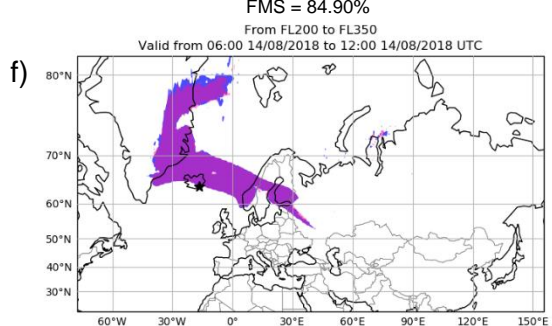 FMS = 84.90%
From FL200 to FL350
Valid from 06:00 14/08/2018 to 12:00 14/08/2018 UTC
f)
80°N
70°N
60°N
50°N
40°N
30°N
60°W 30°W 0° 30°E 60°E 90°E 120°E 150°E